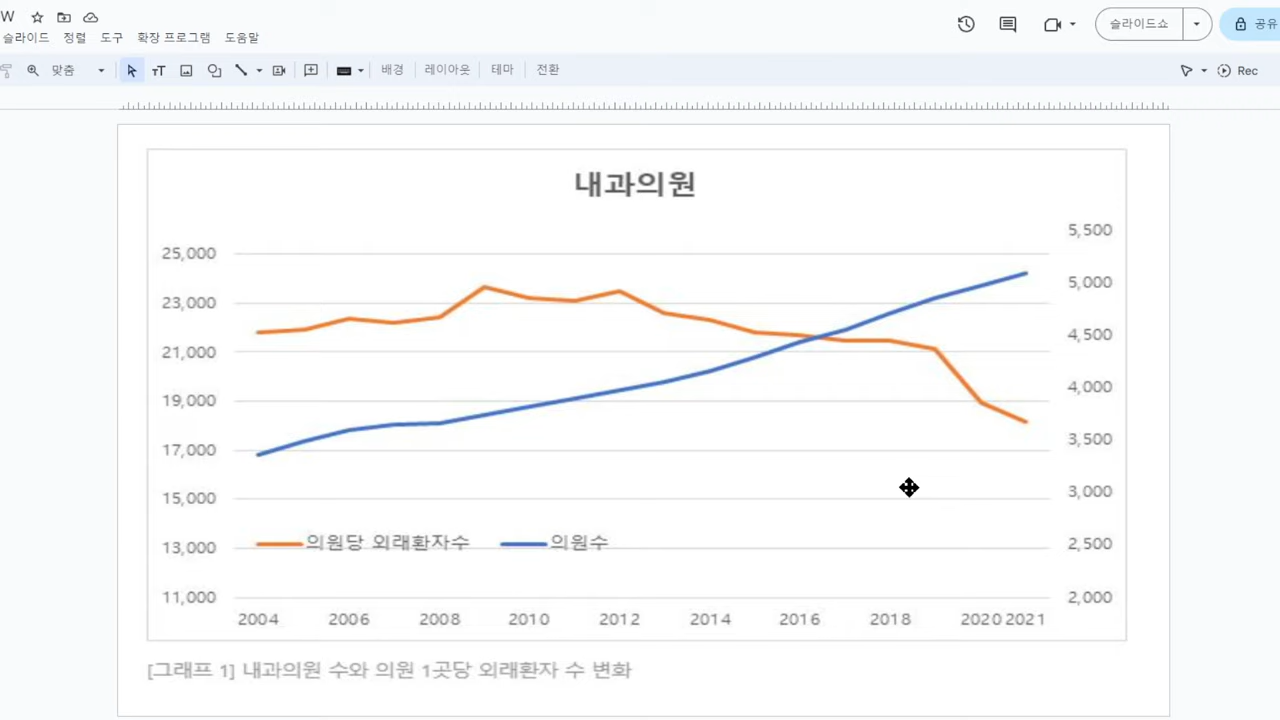 W
슬라이드 정렬 도구 확장 프로그램 도움말
슬라이드쇼
공유
맞춤
배경 레이아웃 테마 전환
Rec
내과의원
25,000
23,000
21,000
19,000
17,000
15,000
13,000
11,000
5,500
5,000
4,500
4,000
3,500
3,000
2,500
2,000
의원당 외래환자수 의원수
2004 2006 2008 2010 2012 2014 2016 2018 2020 2021
[그래프 1] 내과의원 수와 의원 1곳당 외래환자 수 변화